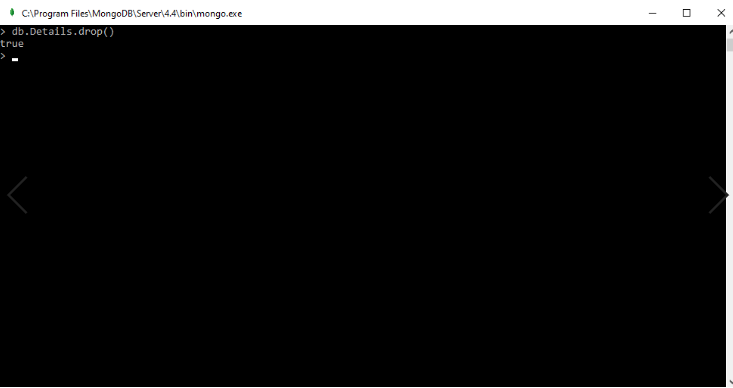 C:\Program Files\MongoDB\Server\4.4\bin\mongo.exe
> db.Details.drop()
true
>